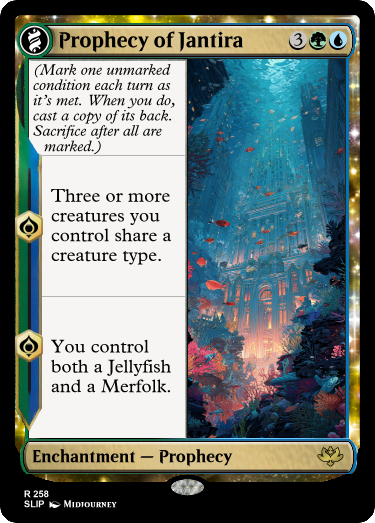 Prophecy of Jantira 3
(Mark one unmarked
condition each turn as
it's met. When you do,
cast a copy of its back.
Sacrifice after all are
marked.)
Three or more
creatures you
control share a
creature type.
You control
both a Jellyfish
and a Merfolk.
Enchantment — Prophecy
R 258
SLIP Midjourney